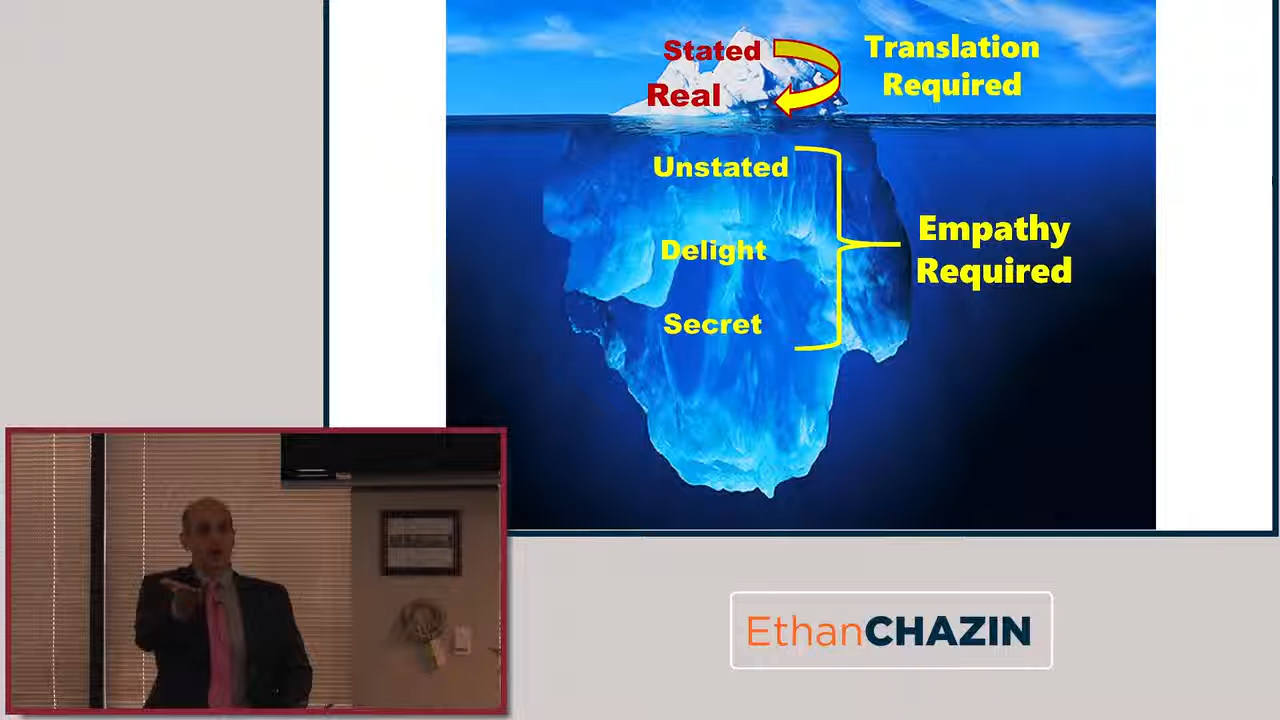 Stated
Real
Translation
Required
Unstated
Delight
Secret
Empathy
Required
EthanCHAZIN